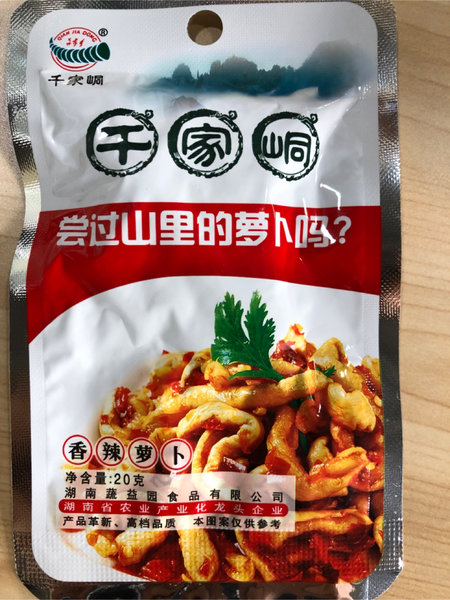 QIAN JIA DONG
®
千家峒
千家峒
尝过山里的萝卜吗?
香辣萝卜
净含量:20克
湖南蔬益园食品有限公司
湖南省农业产业化龙头企业
产品革新、高档品质 本图案仅供参考